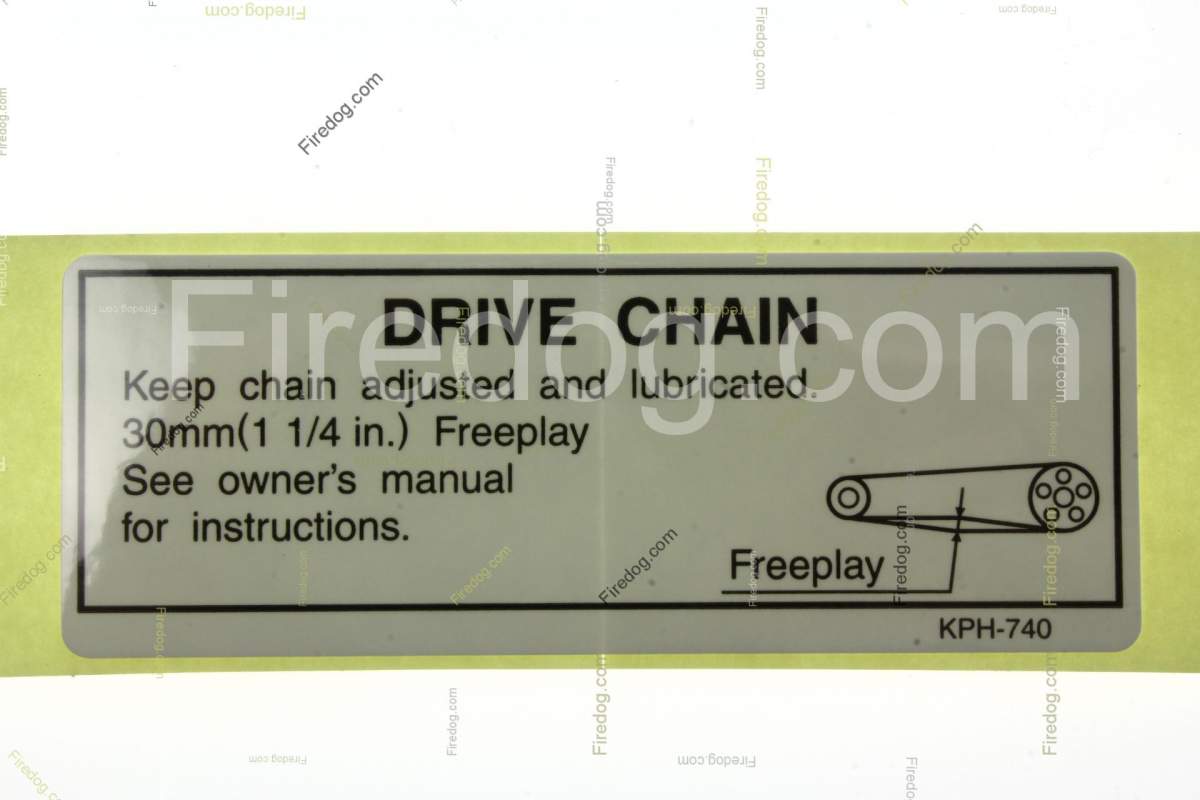 DRIVE CHAIN
Keep chain adjusted and lubricated.
30mm(1 1/4 in.) Freeplay
See owner's manual
for instructions.
Freeplay
KPH-740
Firedog.com